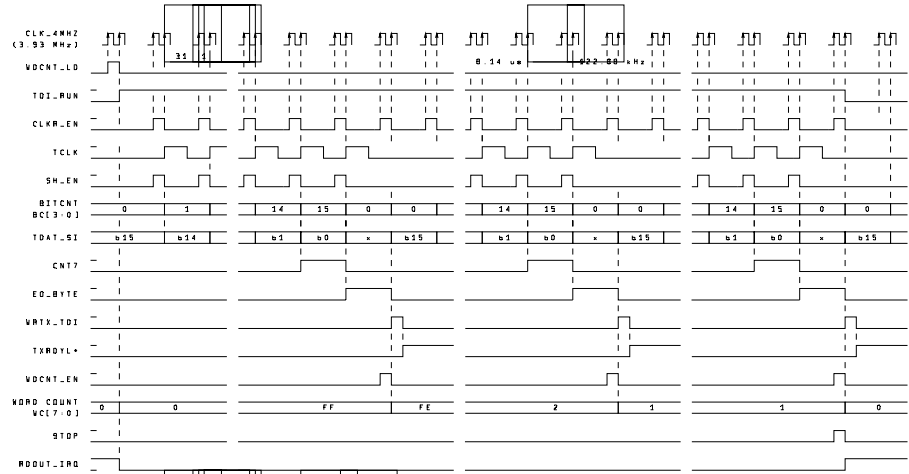 CLK_4MHZ
(3.93 MHz)
31 1
8.14 us 122.88 kHz
WDCNT_LD
TDI_RUN
CLKR_EN
TCLK
SH_EN
BITCNT
BC[3:0] 0 1 14 15 0 0 14 15 0 0 14 15 0 0
TDAT_SI b15 b14 b1 b0 x b15 b1 b0 x b15 b1 b0 x b15
CNT7
EO_BYTE
WRTX_TDI
TXRDYL*
WDCNT_EN
WORD COUNT
WC[7:0] 0 0 FF FE 2 1 1 0
STOP
RDOUT_IRQ